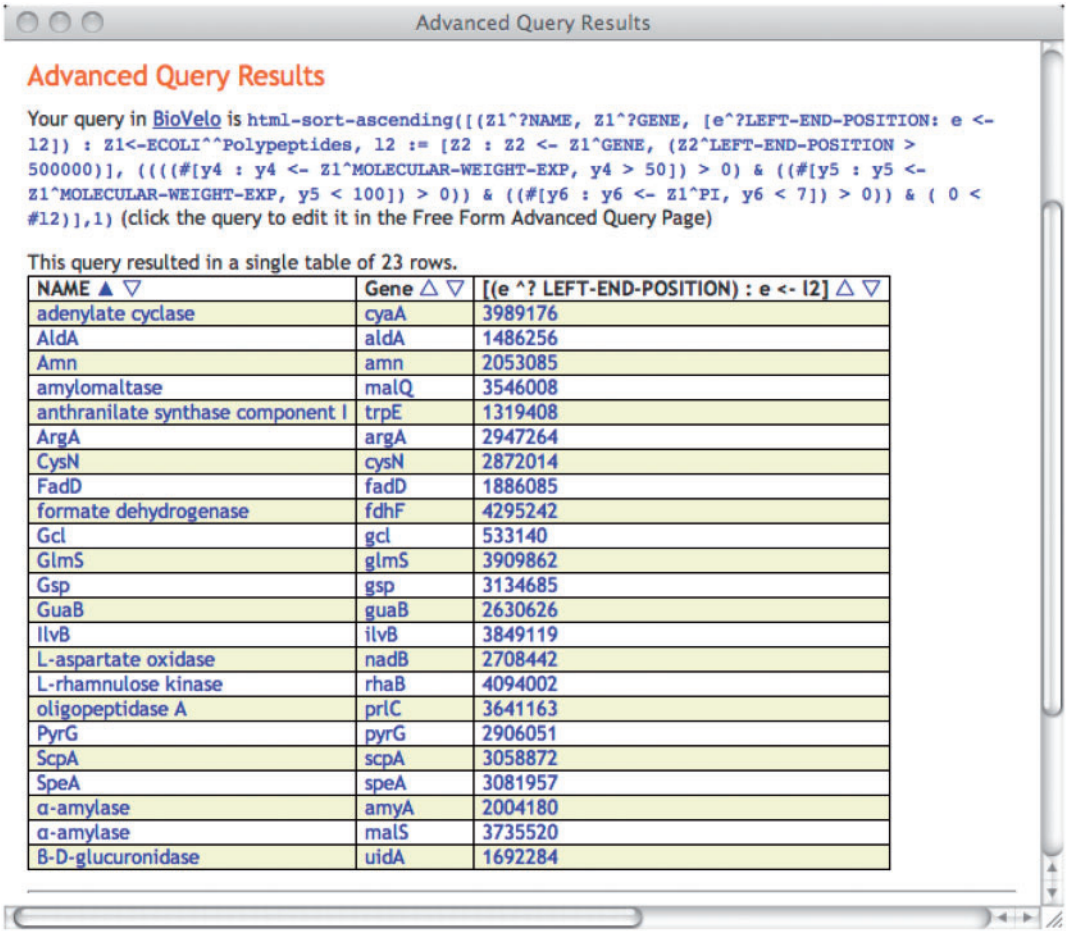 Advanced Query Results
Advanced Query Results
Your query in BioVelo is html-sort-ascending([(Z1^?NAME, Z1^?GENE, [e^?LEFT-END-POSITION: e <-
l2]) : Z1<-ECOLI^^Polypeptides, l2 := [Z2 : Z2 <- Z1^GENE, (Z2^LEFT-END-POSITION >
500000)], ((((#[y4 : y4 <- Z1^MOLECULAR-WEIGHT-EXP, y4 > 50]) > 0) & ((#[y5 : y5 <-
Z1^MOLECULAR-WEIGHT-EXP, y5 < 100]) > 0)) & ((#[y6 : y6 <- Z1^PI, y6 < 7]) > 0)) & ( 0 <
#l2)],1) (click the query to edit it in the Free Form Advanced Query Page)
This query resulted in a single table of 23 rows.
NAME ▲ ▽ Gene △ ▽ [(e ^? LEFT-END-POSITION) : e <- l2] △ ▽
adenylate cyclase cyaA 3989176
AldA aldA 1486256
Amn amn 2053085
amylomaltase malQ 3546008
anthranilate synthase component I trpE 1319408
ArgA argA 2947264
CysN cysN 2872014
FadD fadD 1886085
formate dehydrogenase fdhF 4295242
Gcl gcl 533140
GlmS glmS 3909862
Gsp gsp 3134685
GuaB guaB 2630626
IlvB ilvB 3849119
L-aspartate oxidase nadB 2708442
L-rhamnulose kinase rhaB 4094002
oligopeptidase A prlC 3641163
PyrG pyrG 2906051
ScpA scpA 3058872
SpeA speA 3081957
α-amylase amyA 2004180
α-amylase malS 3735520
β-D-glucuronidase uidA 1692284